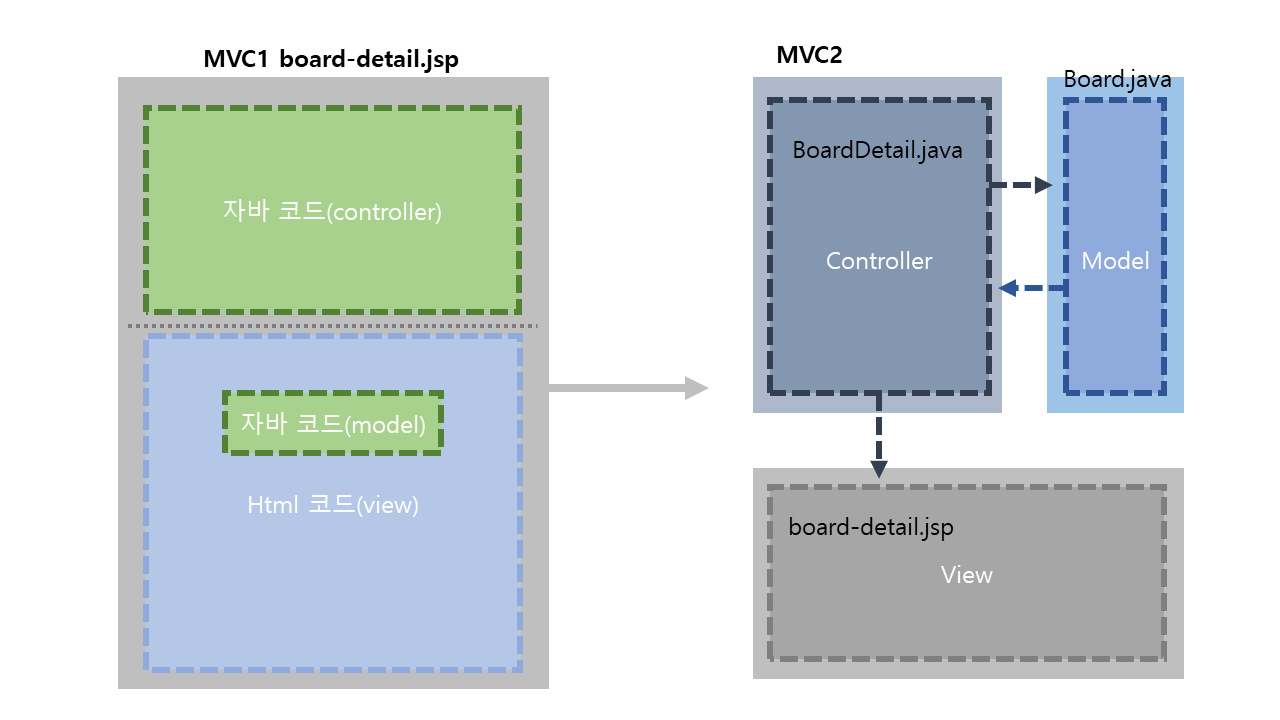 MVC1 board-detail.jsp
자바 코드(controller)
자바 코드(model)
Html 코드(view)
MVC2
Board.java
BoardDetail.java
Controller
Model
board-detail.jsp
View